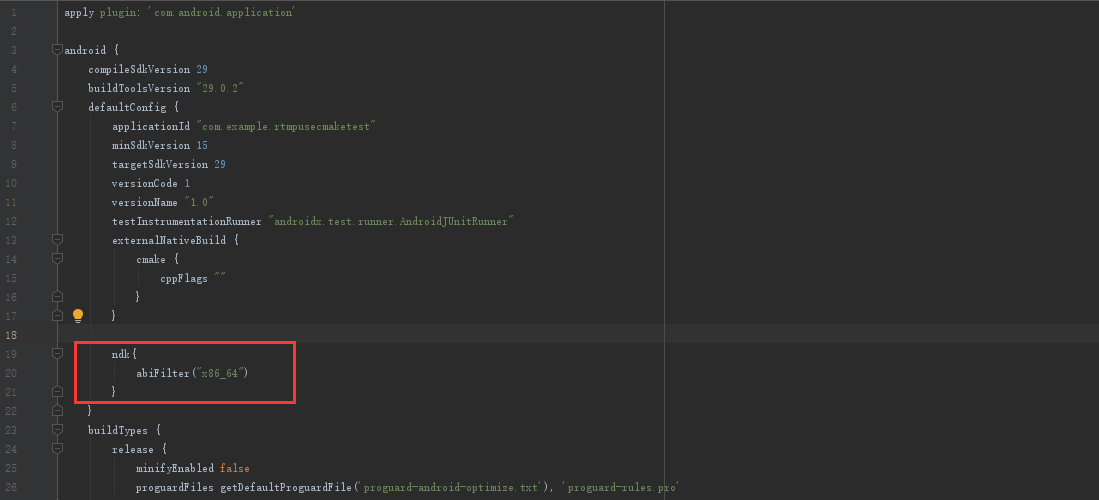 1 apply plugin: 'com.android.application'
2
3 android {
4 compileSdkVersion 29
5 buildToolsVersion "29.0.2"
6 defaultConfig {
7 applicationId "com.example.rtmpusecmaketest"
8 minSdkVersion 15
9 targetSdkVersion 29
10 versionCode 1
11 versionName "1.0"
12 testInstrumentationRunner "androidx.test.runner.AndroidJUnitRunner"
13 externalNativeBuild {
14 cmake {
15 cppFlags ""
16 }
17 }
18
19 ndk{
20 abiFilter("x86_64")
21 }
22 }
23 buildTypes {
24 release {
25 minifyEnabled false
26 proguardFiles getDefaultProguardFile('proguard-android-optimize.txt'), 'proguard-rules.pro'